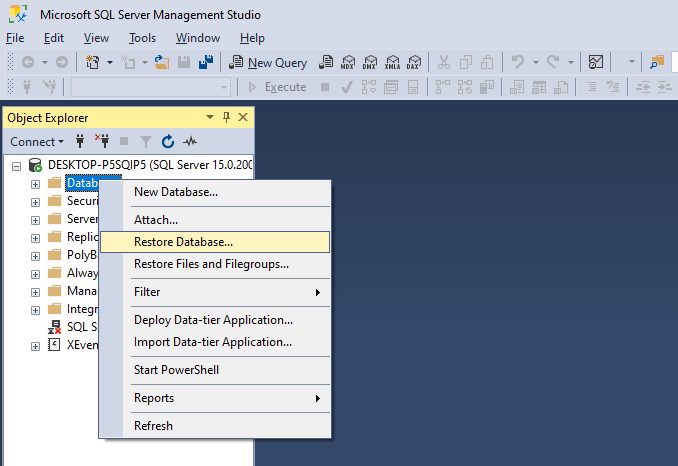 Microsoft SQL Server Management Studio
File Edit View Tools Window Help
New Query MDX DMX XMLA DAX
Execute
Object Explorer
Connect
DESKTOP-P5SQIP5 (SQL Server 15.0.200
Datab
Securi
Server
Replic
PolyB
Alway
Mana
Integr
SQL S
XEven
New Database...
Attach...
Restore Database...
Restore Files and Filegroups...
Filter
Deploy Data-tier Application...
Import Data-tier Application...
Start PowerShell
Reports
Refresh